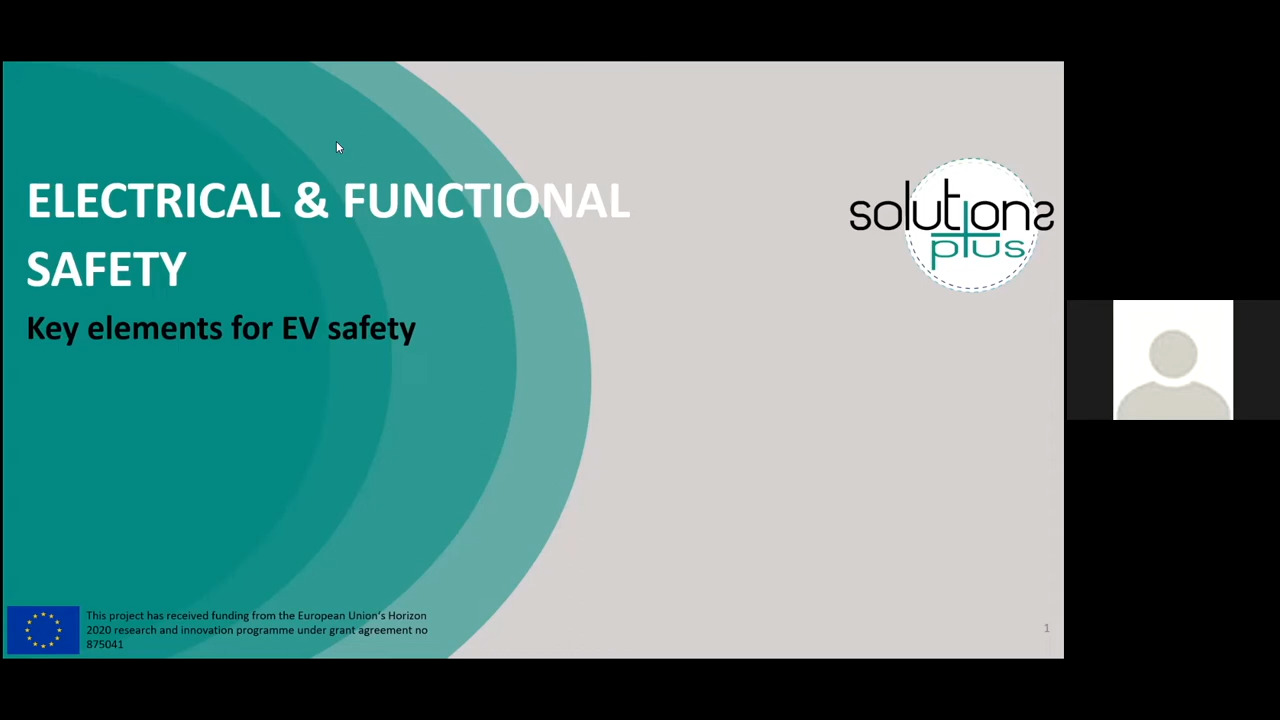 ELECTRICAL & FUNCTIONAL
SAFETY
Key elements for EV safety
solutions
plus
This project has received funding from the European Union's Horizon
2020 research and innovation programme under grant agreement no
875041
1